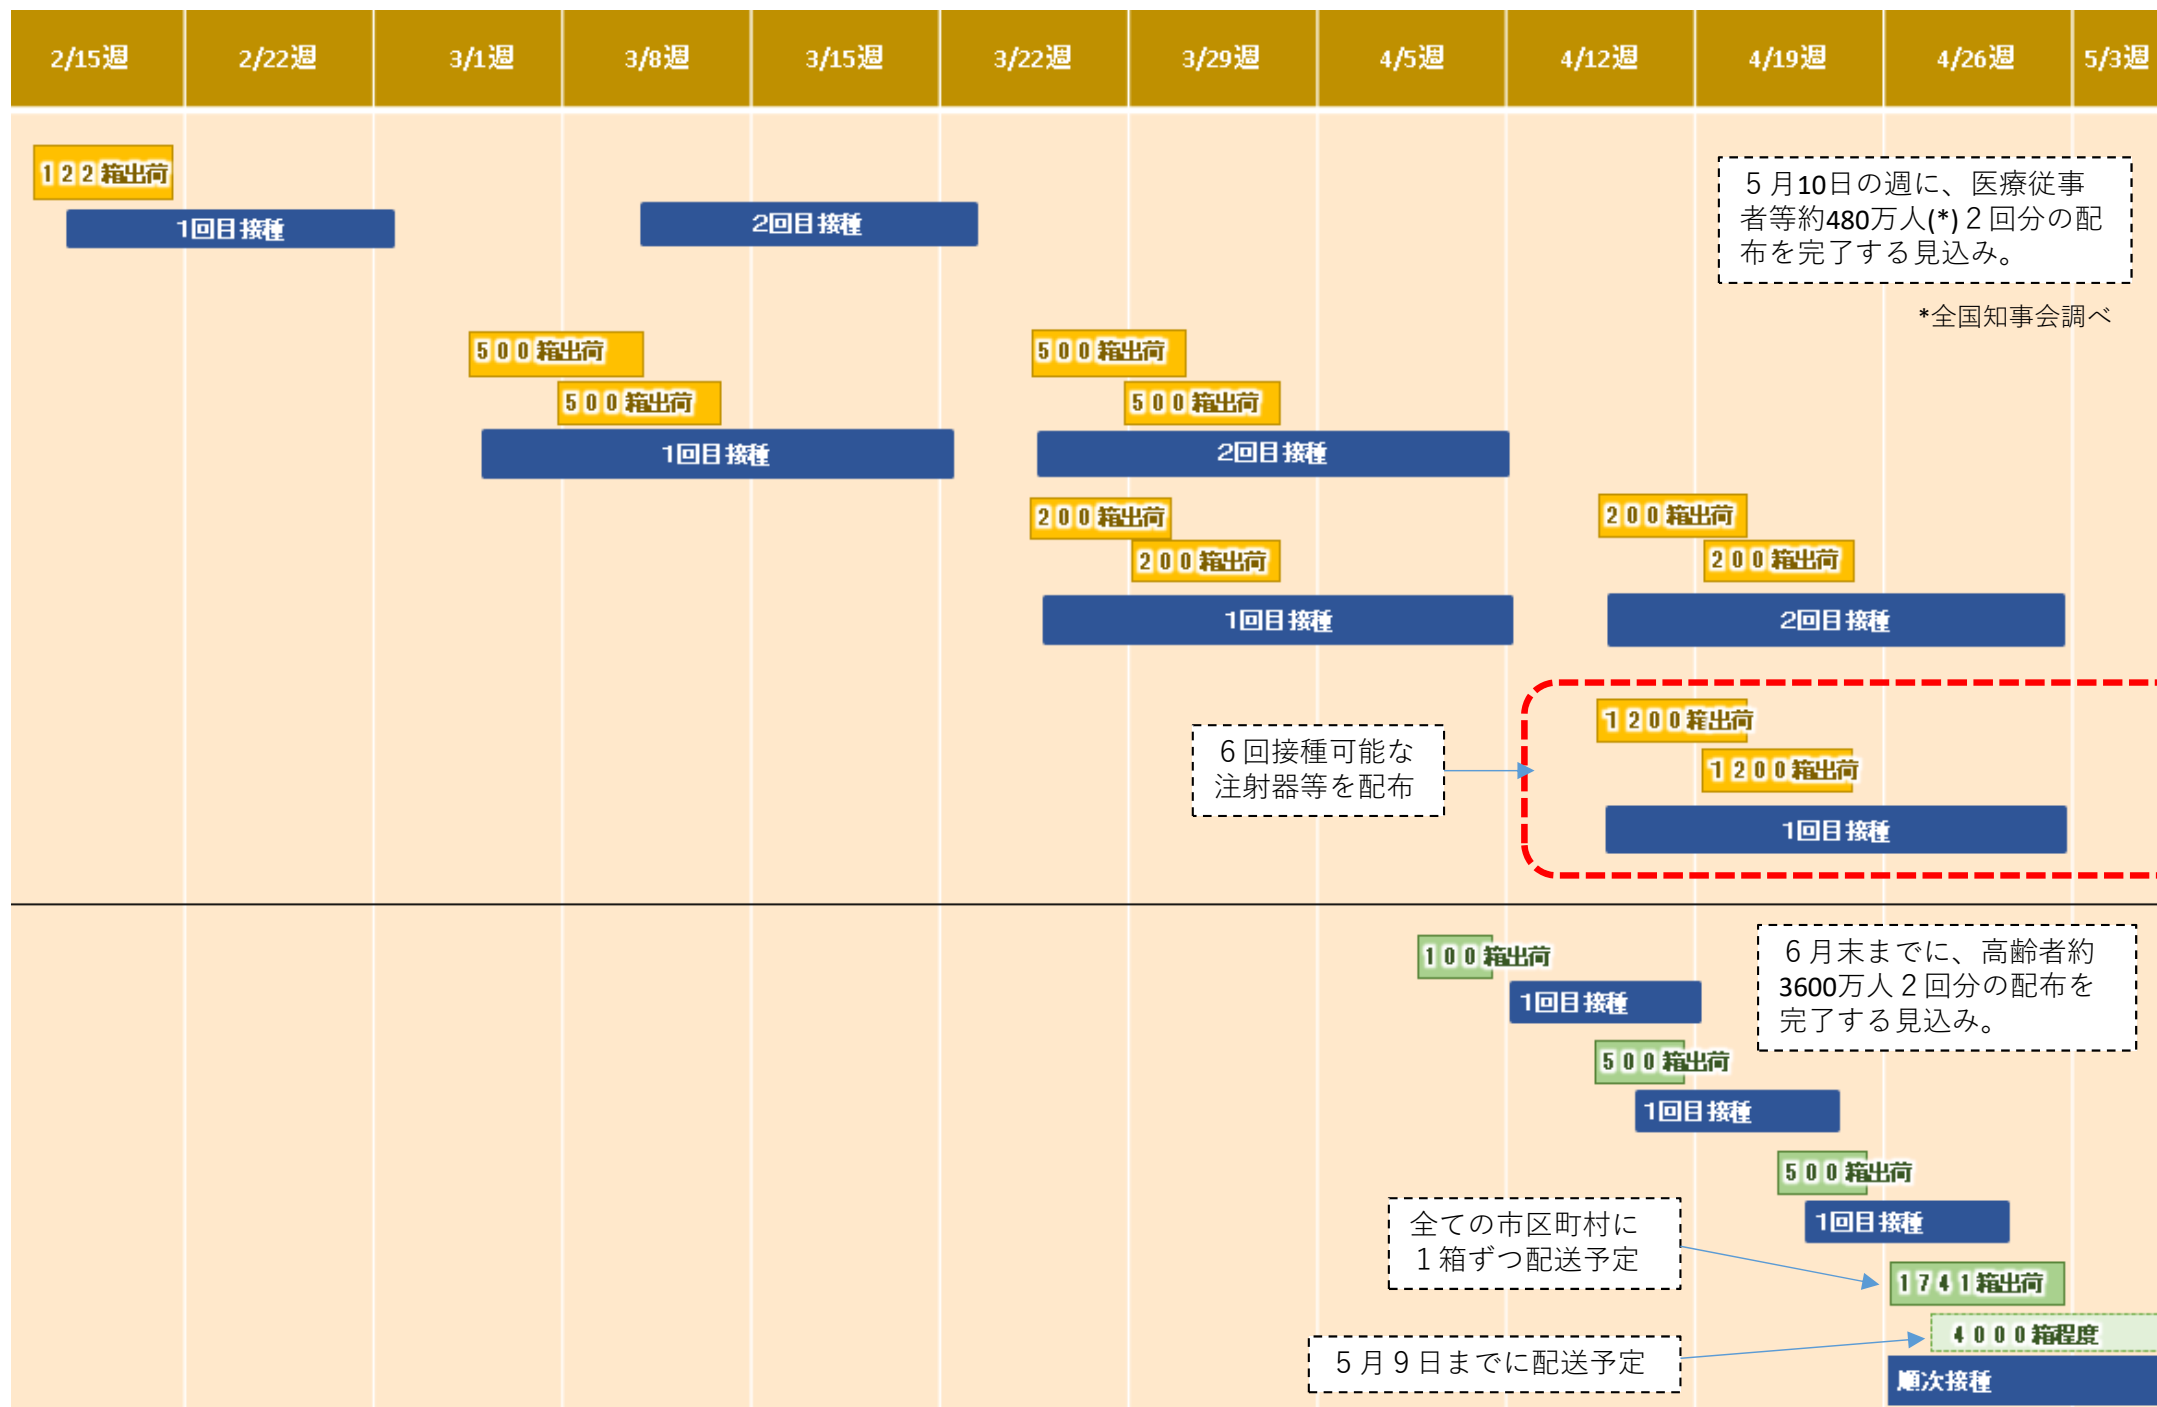 2/15週 2/22週 3/1週 3/8週 3/15週 3/22週 3/29週 4/5週 4/12週 4/19週 4/26週 5/3週
１２２箱出荷
1回目接種
2回目接種
５月10日の週に、医療従事
者等約480万人(*)２回分の配
布を完了する見込み。
*全国知事会調べ
５００箱出荷
５００箱出荷
1回目接種
５００箱出荷
５００箱出荷
2回目接種
２００箱出荷
２００箱出荷
1回目接種
２００箱出荷
２００箱出荷
2回目接種
６回接種可能な
注射器等を配布
１２００箱出荷
１２００箱出荷
1回目接種
１００箱出荷
1回目接種
６月末までに、高齢者約
3600万人２回分の配布を
完了する見込み。
５００箱出荷
1回目接種
５００箱出荷
1回目接種
全ての市区町村に
１箱ずつ配送予定
１７４１箱出荷
４０００箱程度
５月９日までに配送予定
順次接種